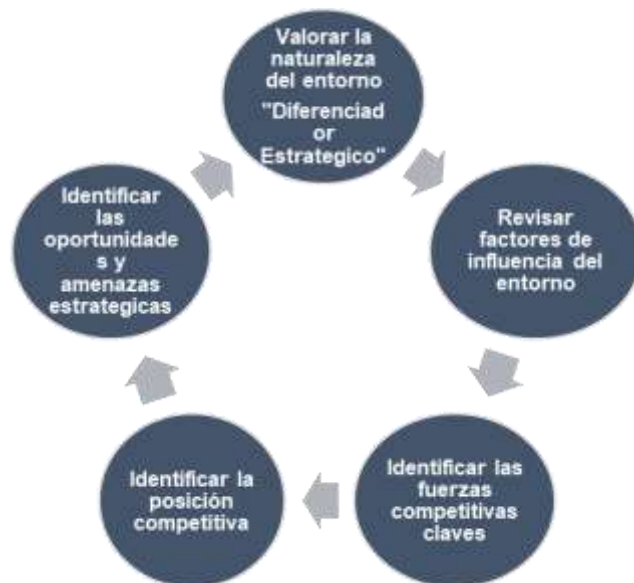 Valorar la
naturaleza
del entorno
"Diferenciad
or
Estrategico"
Revisar
factores de
influencia del
entorno
Identificar las
fuerzas
competitivas
claves
Identificar la
posición
competitiva
Identificar
las
oportunidade
s y
amenazas
estrategicas